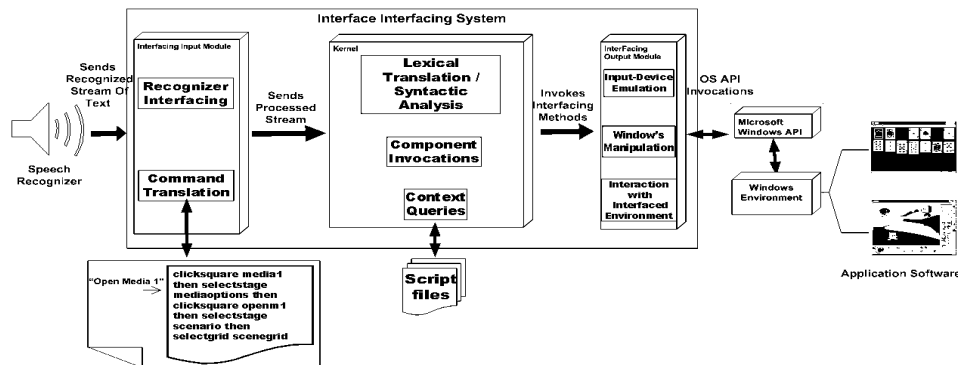 Interface Interfacing System
Sends
Recognized
Stream Of
Text
Speech
Recognizer
Interfacing Input Module
Recognizer
Interfacing
Command
Translation
Sends
Processed
Stream
Kernel
Lexical
Translation /
Syntactic
Analysis
Component
Invocations
Context
Queries
Invokes
Interfacing
Methods
InterFacing
Output Module
Input-Device
Emulation
Window's
Manipulation
Interaction
with
Interfaced
Environment
OS API
Invocations
Microsoft
Windows API
Windows
Environment
Application Software
"Open Media 1"
clicksquare media1
then selectstage
mediaoptions then
clicksquare openm1
then selectstage
scenario then
selectgrid scenegrid
Script
files